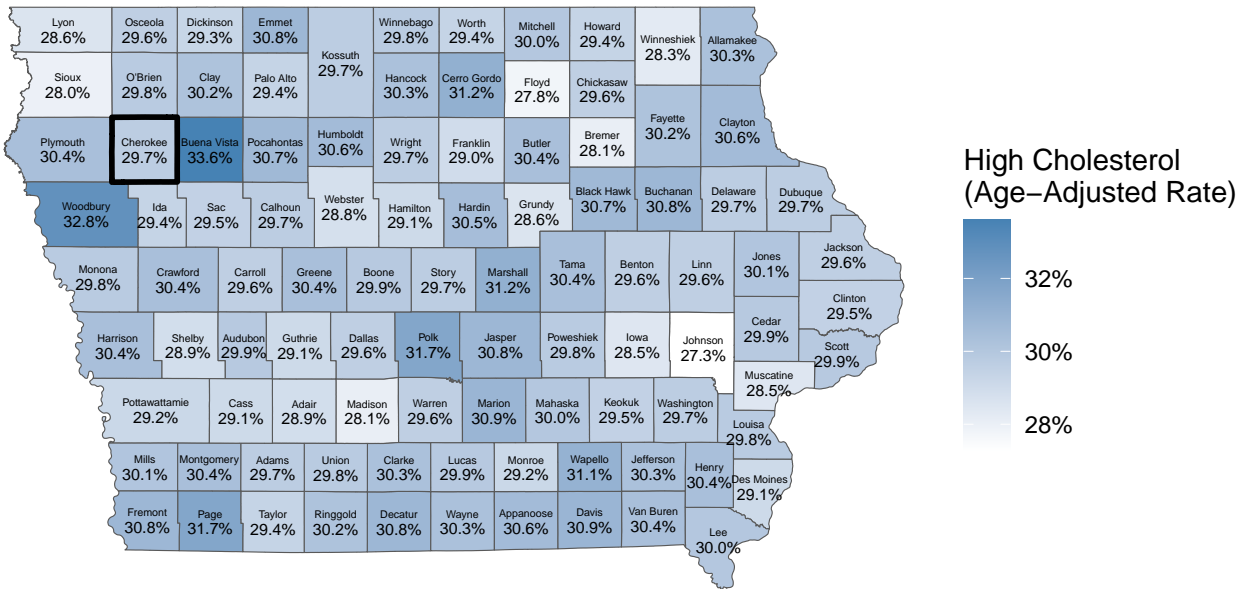 Lyon
28.6%
Osceola
29.6%
Dickinson
29.3%
Emmet
30.8%
Kossuth
29.7%
Winnebago
29.8%
Worth
29.4%
Mitchell
30.0%
Howard
29.4%
Winneshiek
28.3%
Allamakee
30.3%
Sioux
28.0%
O'Brien
29.8%
Clay
30.2%
Palo Alto
29.4%
Hancock
30.3%
Cerro Gordo
31.2%
Floyd
27.8%
Chickasaw
29.6%
Fayette
30.2%
Clayton
30.6%
Plymouth
30.4%
Cherokee
29.7%
Buena Vista
33.6%
Pocahontas
30.7%
Humboldt
30.6%
Wright
29.7%
Franklin
29.0%
Butler
30.4%
Bremer
28.1%
Woodbury
32.8%
Ida
29.4%
Sac
29.5%
Calhoun
29.7%
Webster
28.8%
Hamilton
29.1%
Hardin
30.5%
Grundy
28.6%
Black Hawk
30.7%
Buchanan
30.8%
Delaware
29.7%
Dubuque
29.7%
Monona
29.8%
Crawford
30.4%
Carroll
29.6%
Greene
30.4%
Boone
29.9%
Story
29.7%
Marshall
31.2%
Tama
30.4%
Benton
29.6%
Linn
29.6%
Jones
30.1%
Jackson
29.6%
Clinton
29.5%
Harrison
30.4%
Shelby
28.9%
Audubon
29.9%
Guthrie
29.1%
Dallas
29.6%
Polk
31.7%
Jasper
30.8%
Poweshiek
29.8%
Iowa
28.5%
Johnson
27.3%
Cedar
29.9%
Scott
29.9%
Muscatine
28.5%
Pottawattamie
29.2%
Cass
29.1%
Adair
28.9%
Madison
28.1%
Warren
29.6%
Marion
30.9%
Mahaska
30.0%
Keokuk
29.5%
Washington
29.7%
Louisa
29.8%
Mills
30.1%
Montgomery
30.4%
Adams
29.7%
Union
29.8%
Clarke
30.3%
Lucas
29.9%
Monroe
29.2%
Wapello
31.1%
Jefferson
30.3%
Henry
30.4%
Des Moines
29.1%
Fremont
30.8%
Page
31.7%
Taylor
29.4%
Ringgold
30.2%
Decatur
30.8%
Wayne
30.3%
Appanoose
30.6%
Davis
30.9%
Van Buren
30.4%
Lee
30.0%
High Cholesterol
(Age−Adjusted Rate)
32%
30%
28%